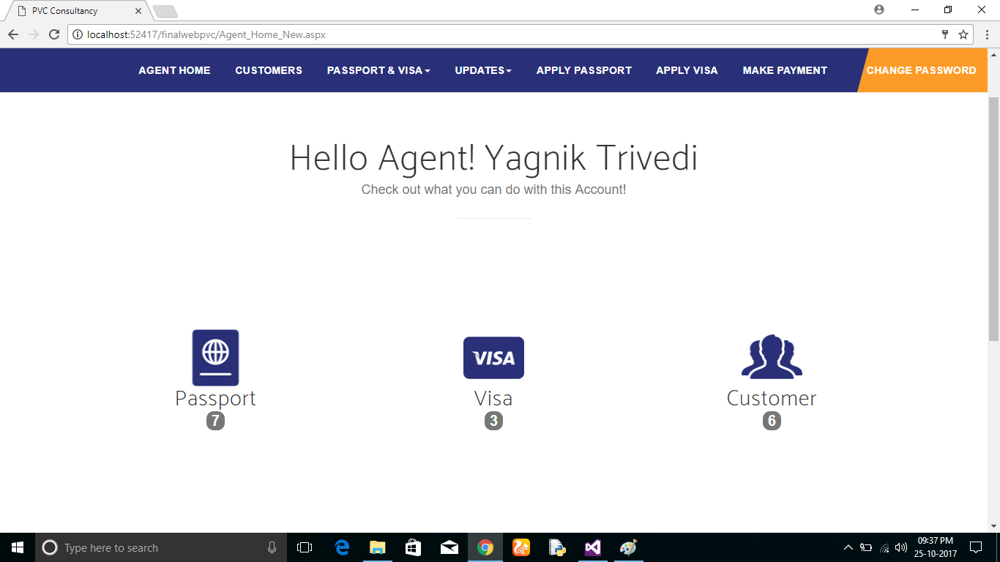 PVC Consultancy
localhost:52417/finalwebpvc/Agent_Home_New.aspx
AGENT HOME CUSTOMERS PASSPORT & VISA UPDATES APPLY PASSPORT APPLY VISA MAKE PAYMENT CHANGE PASSWORD
Hello Agent! Yagnik Trivedi
Check out what you can do with this Account!
VISA
Passport Visa Customer
7 3 6
Type here to search
09:37 PM
25-10-2017